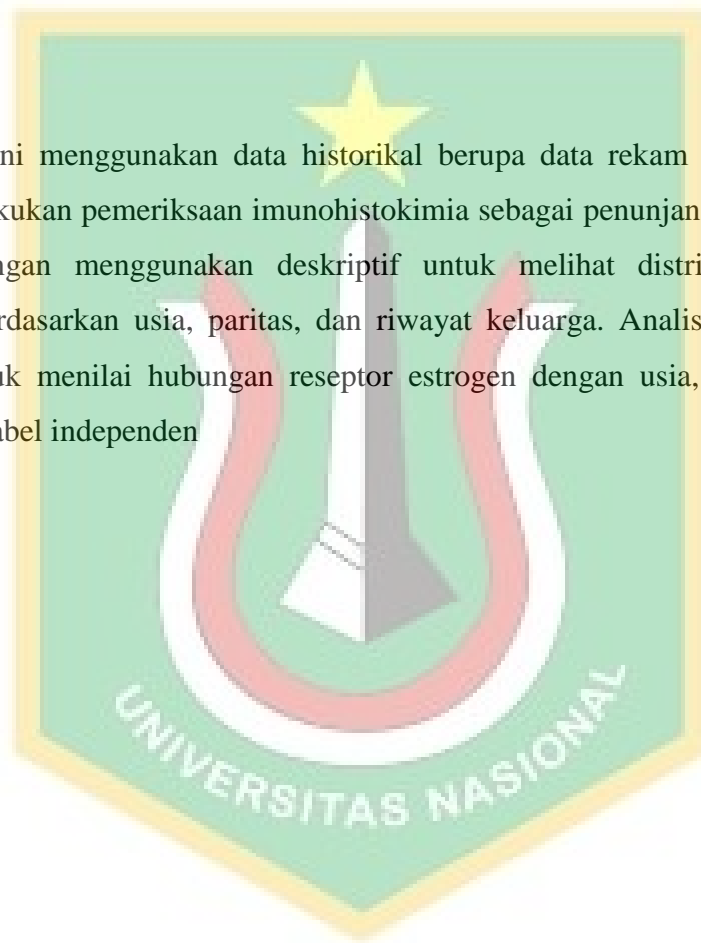 ni menggunakan data historikal berupa data rekam
kukan pemeriksaan imunohistokimia sebagai penunjan
ngan menggunakan deskriptif untuk melihat distri
rdasarkan usia, paritas, dan riwayat keluarga. Analis
uk menilai hubungan reseptor estrogen dengan usia,
abel independen
UNIVERSITAS NASIONAL